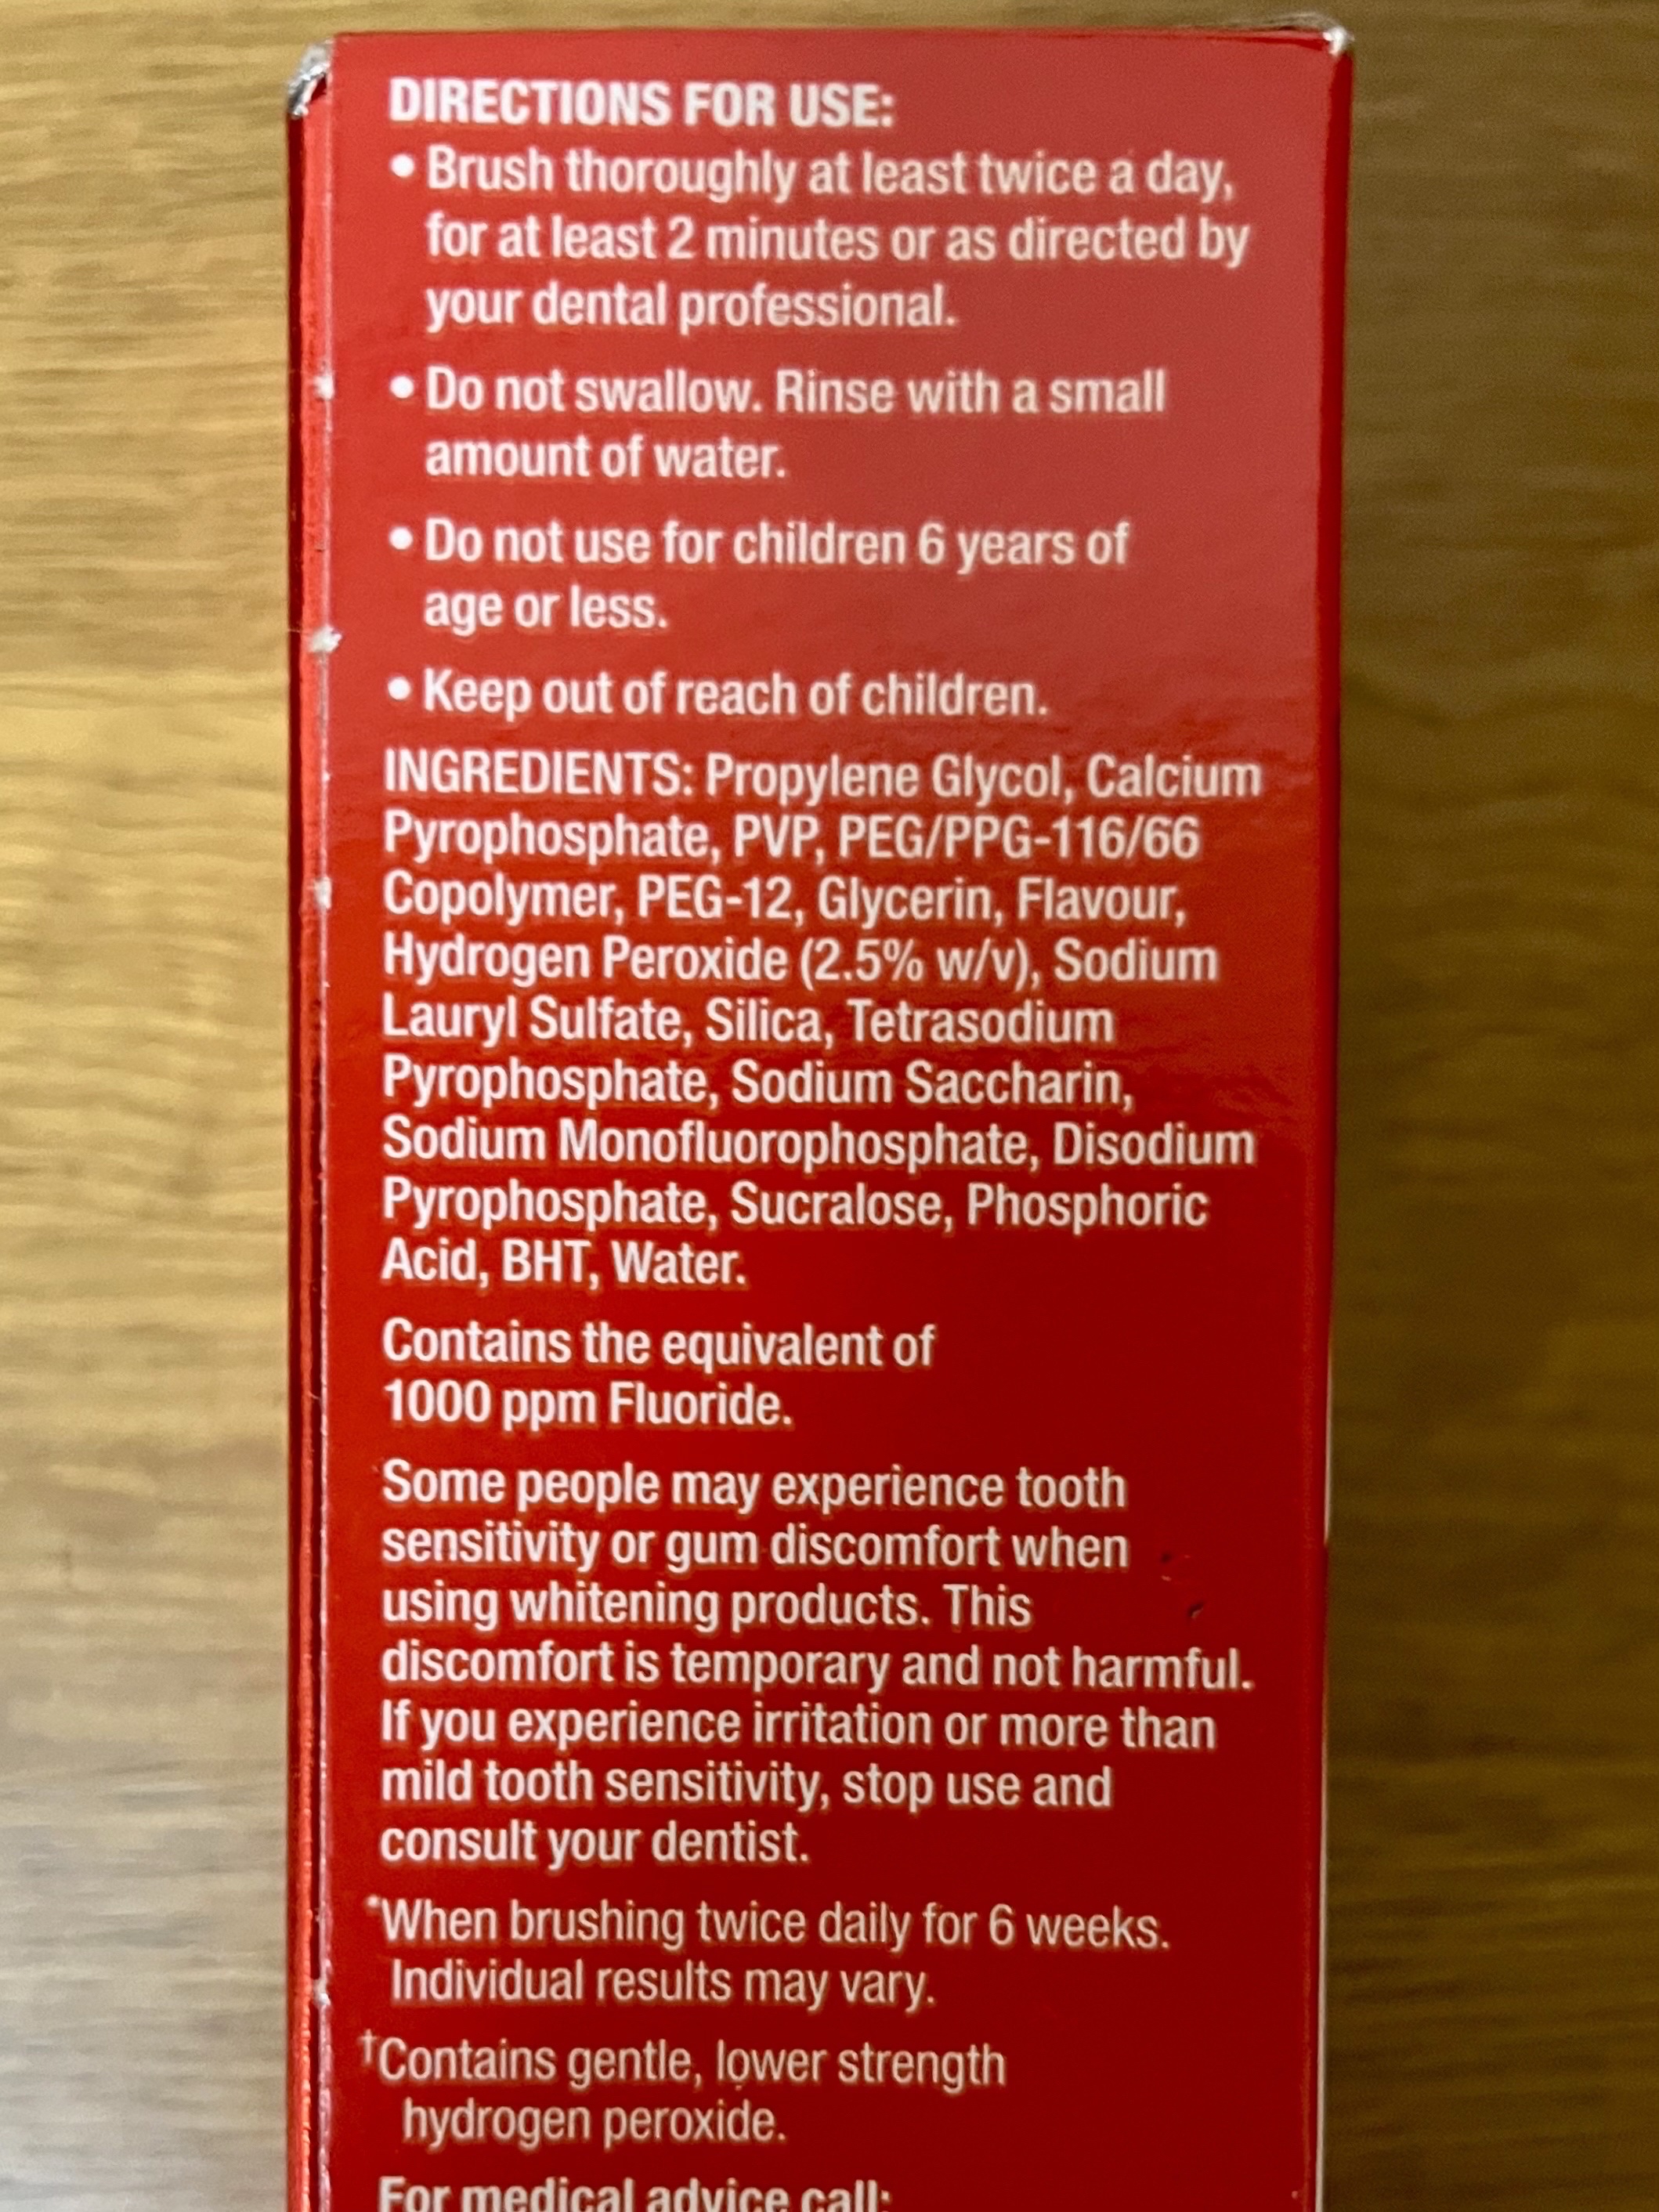 DIRECTIONS FOR USE:
• Brush thoroughly at least twice a day,
for at least 2 minutes or as directed by
your dental professional.
• Do not swallow. Rinse with a small
amount of water.
• Do not use for children 6 years of
age or less.
• Keep out of reach of children.
INGREDIENTS: Propylene Glycol, Calcium
Pyrophosphate, PVP, PEG/PPG-116/66
Copolymer, PEG-12, Glycerin, Flavour,
Hydrogen Peroxide (2.5% w/v), Sodium
Lauryl Sulfate, Silica, Tetrasodium
Pyrophosphate, Sodium Saccharin,
Sodium Monofluorophosphate, Disodium
Pyrophosphate, Sucralose, Phosphoric
Acid, BHT, Water.
Contains the equivalent of
1000 ppm Fluoride.
Some people may experience tooth
sensitivity or gum discomfort when
using whitening products. This
discomfort is temporary and not harmful.
If you experience irritation or more than
mild tooth sensitivity, stop use and
consult your dentist.
*When brushing twice daily for 6 weeks.
Individual results may vary.
†Contains gentle, lower strength
hydrogen peroxide.
For medical advice call: